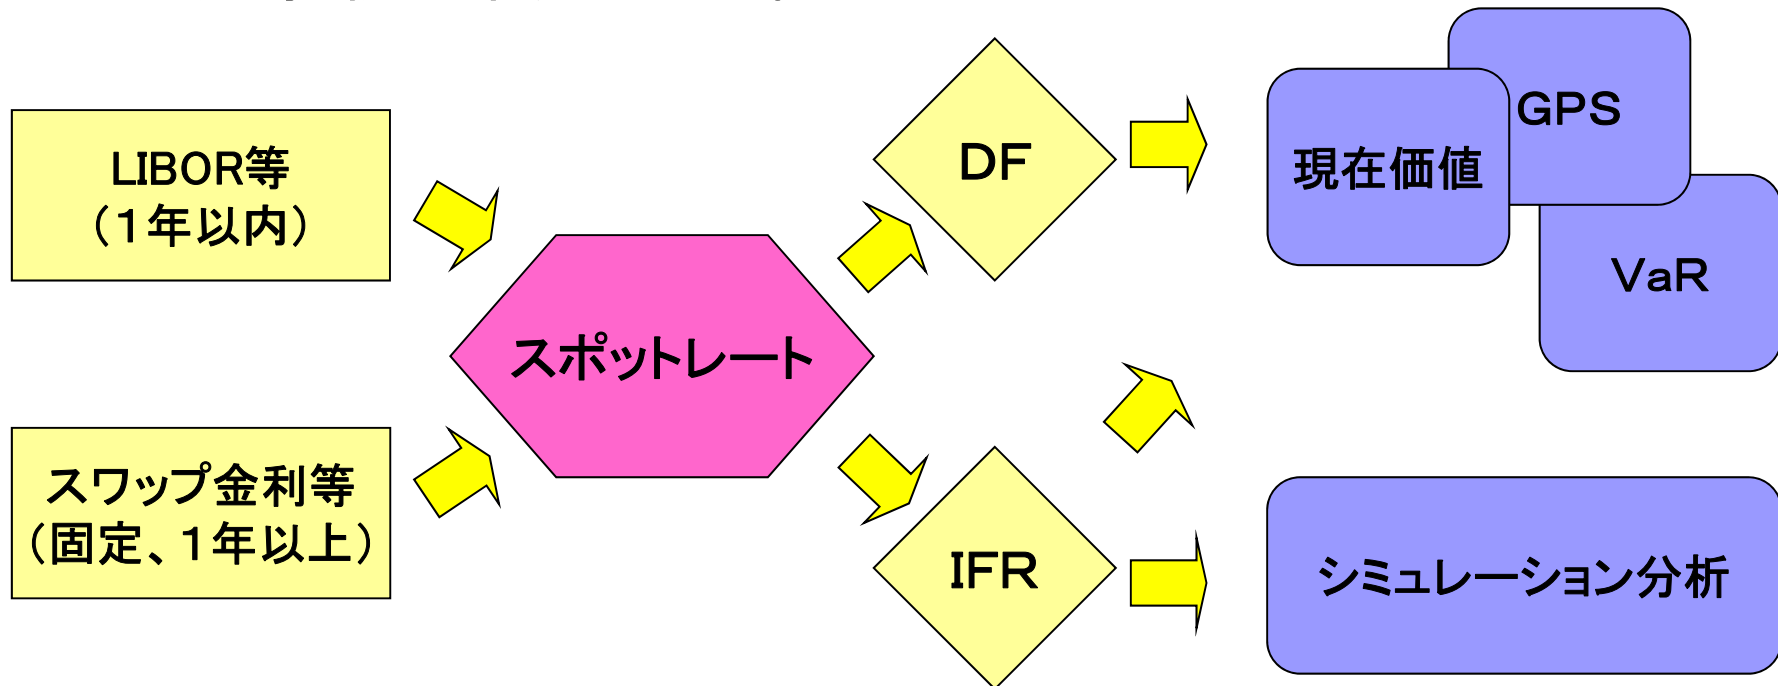 LIBOR等
（１年以内）
スワップ金利等
（固定、１年以上）
スポットレート
DF
IFR
現在価値
GPS
VaR
シミュレーション分析